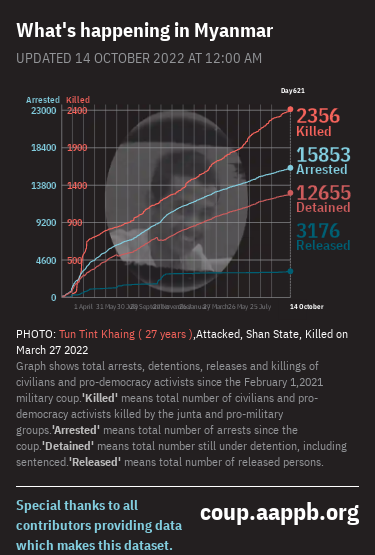 What's happening in Myanmar
UPDATED 14 OCTOBER 2022 AT 12:00 AM
Day621
Arrested Killed
23000 2400
2356
Killed
18400 1900
15853
Arrested
13800 1400
12655
Detained
9200 900
3176
Released
4600 500
0
1 April 31 May 30 July 26 May 25 July 14 October
PHOTO: Tun Tint Khaing ( 27 years ),Attacked, Shan State, Killed on
March 27 2022
Graph shows total arrests, detentions, releases and killings of
civilians and pro-democracy activists since the February 1,2021
military coup.'Killed' means total number of civilians and pro-
democracy activists killed by the junta and pro-military
groups.'Arrested' means total number of arrests since the
coup.'Detained' means total number still under detention, including
sentenced.'Released' means total number of released persons.
Special thanks to all
contributors providing data
which makes this dataset.
coup.aappb.org